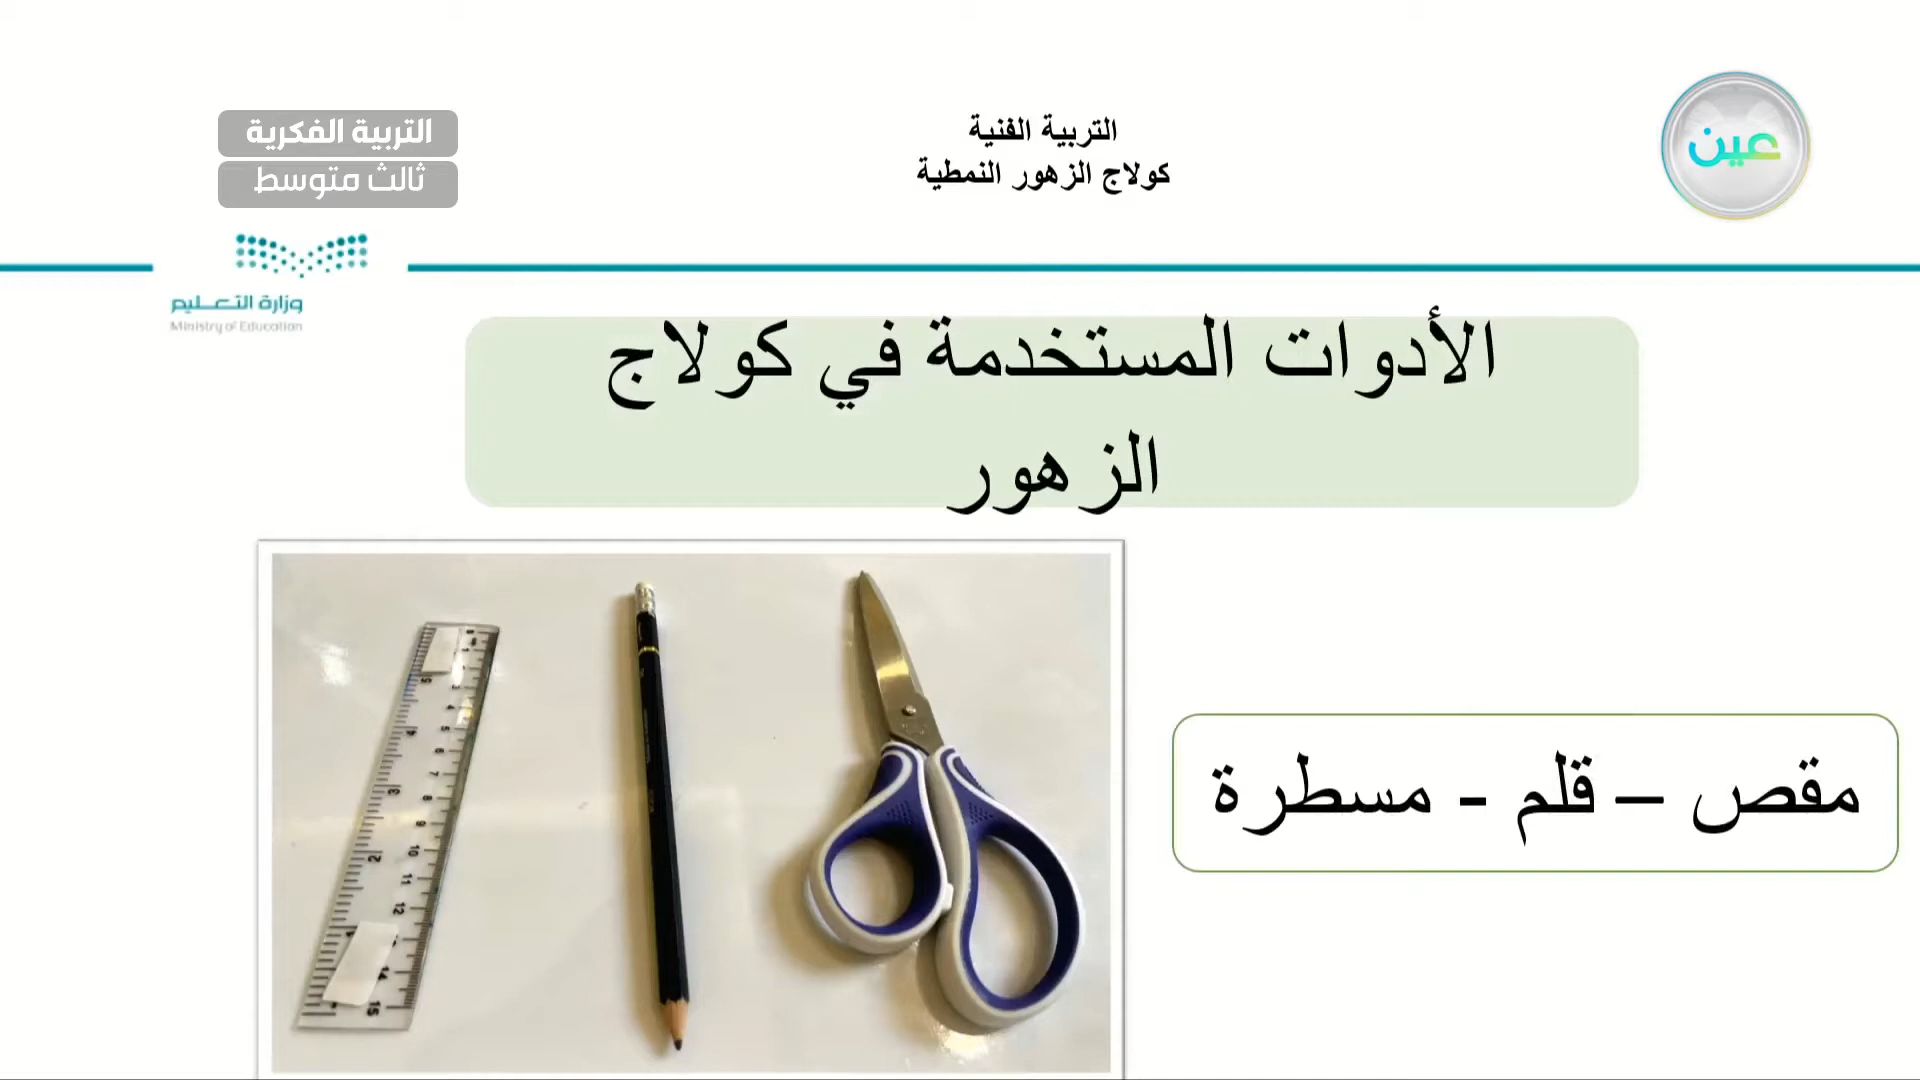 التربية الفكرية
ثالث متوسط
التربية الفنية
كولاج الزهور النمطية
عين
وزارة التعليم
Ministry of Education
الأدوات المستخدمة في كولاج
الزهور
مقص – قلم - مسطرة